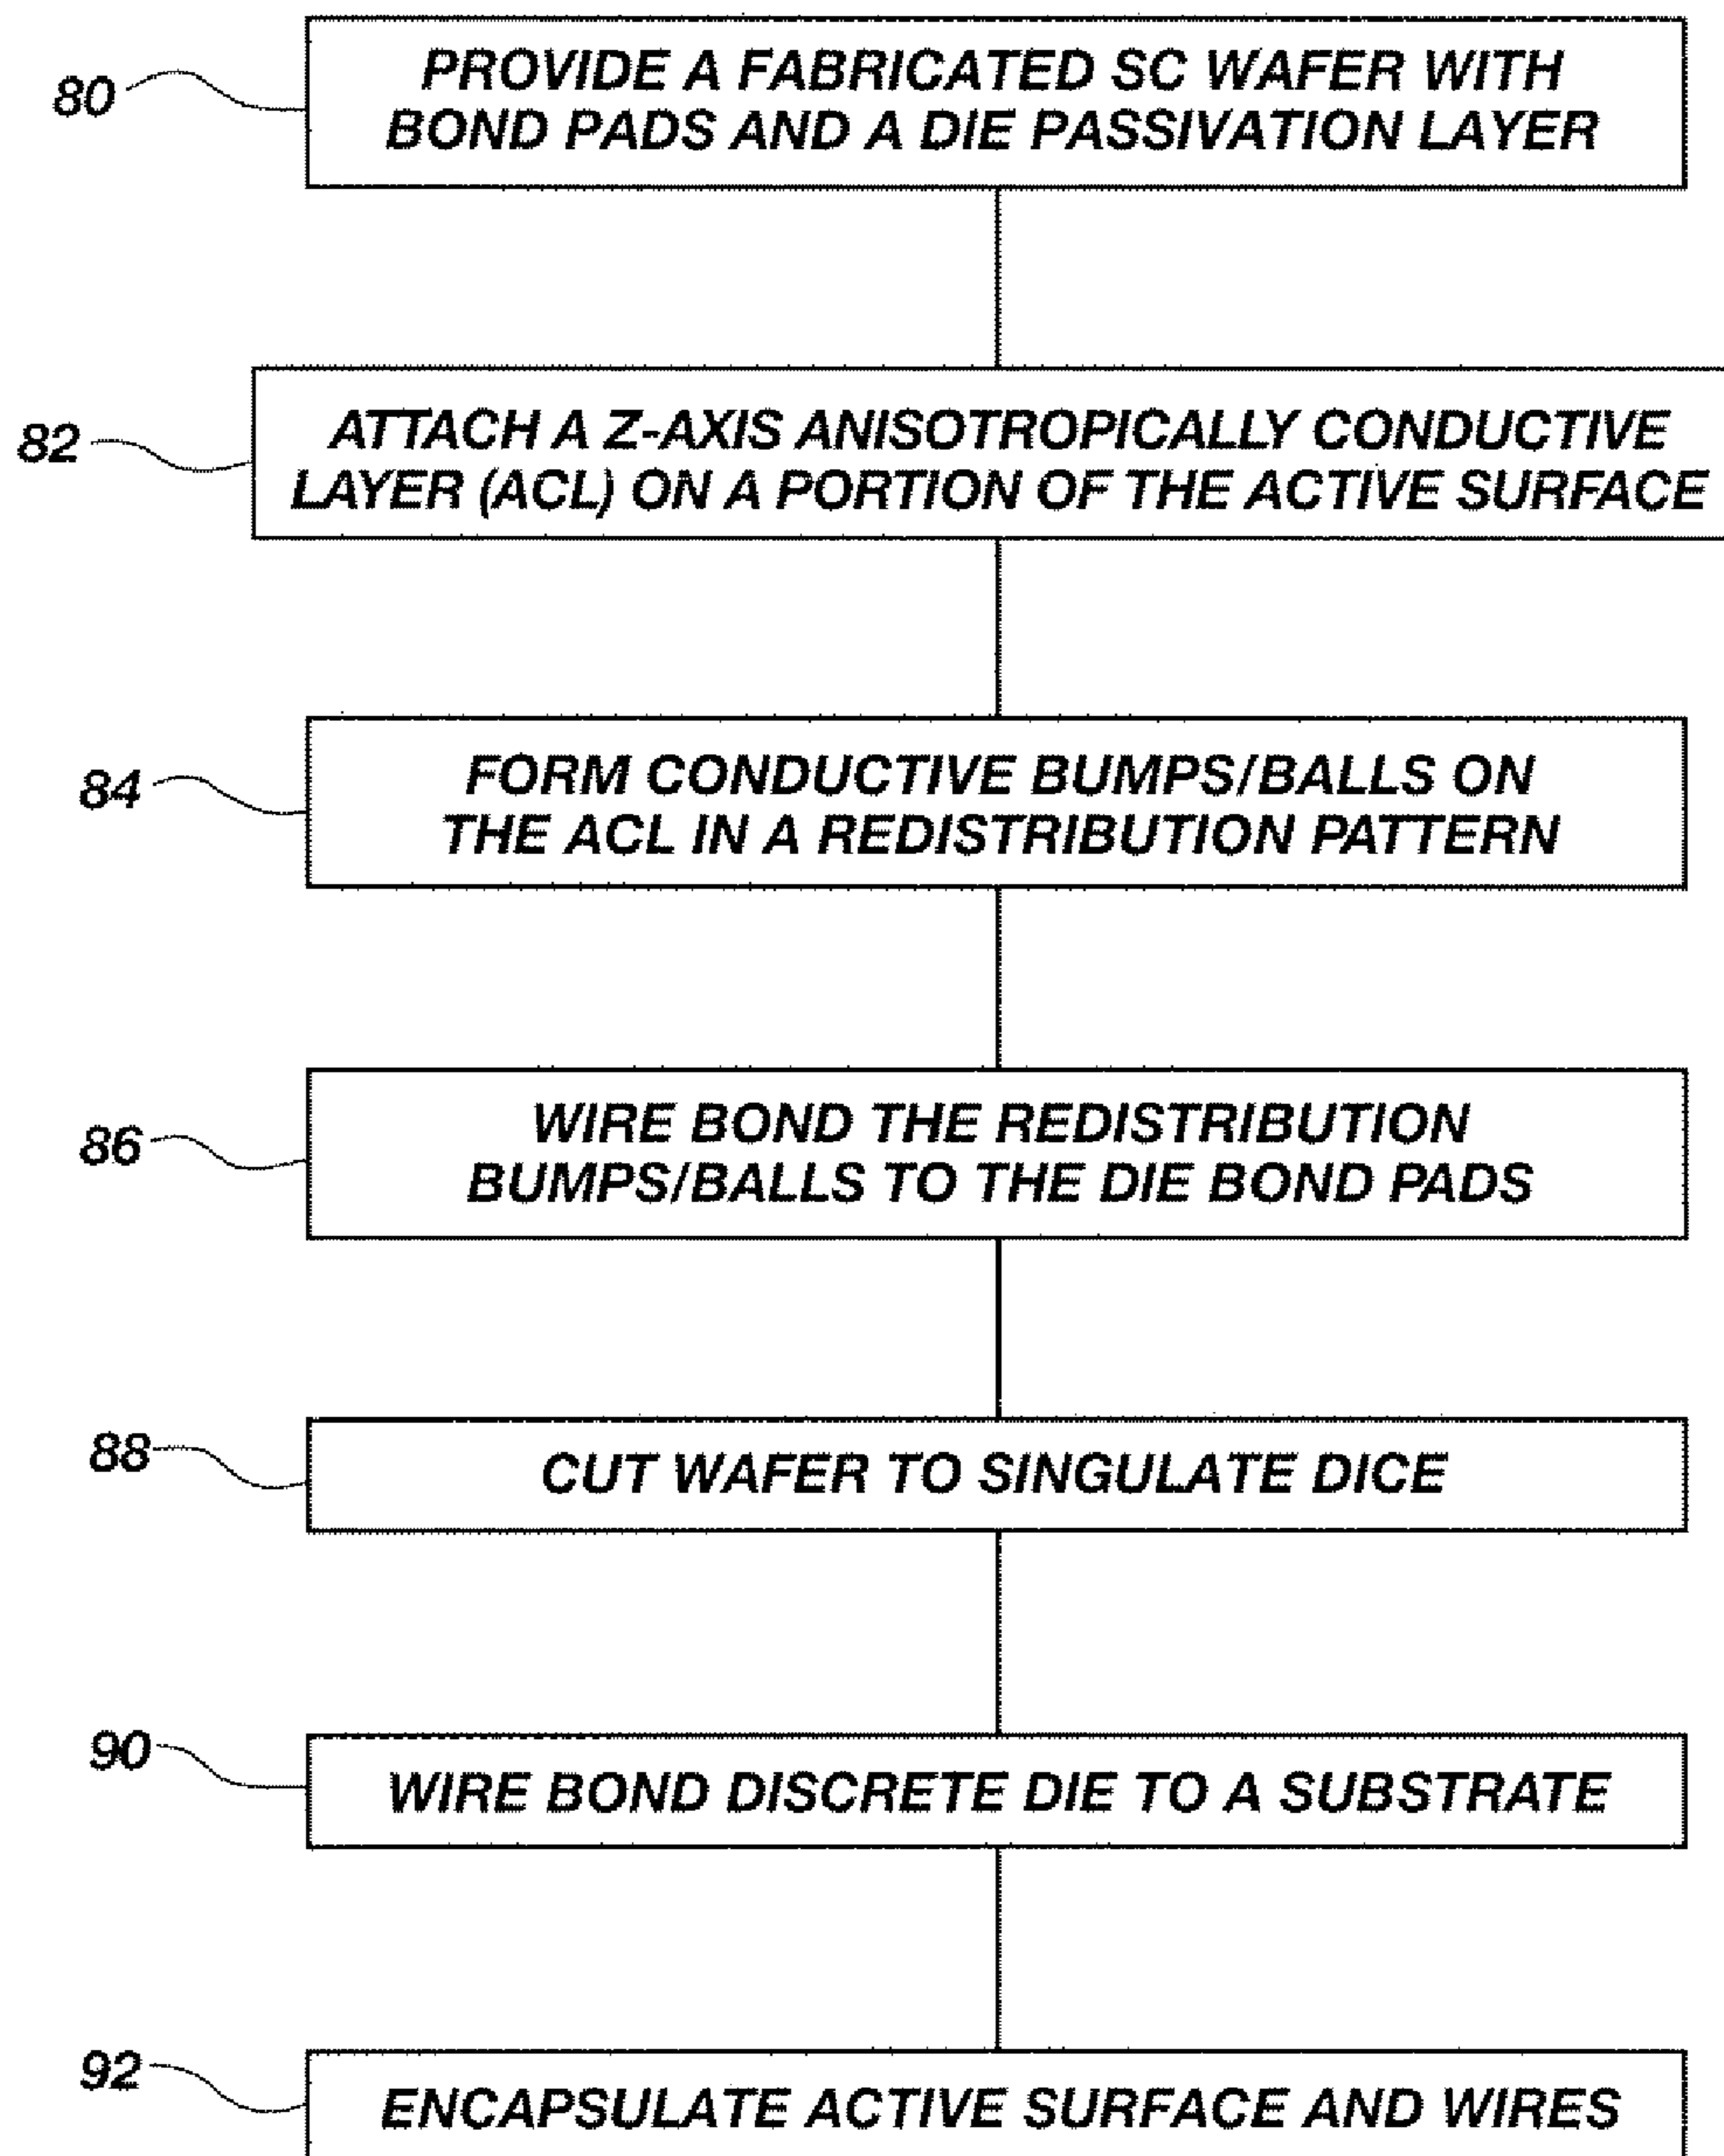 80
PROVIDE A FABRICATED SC WAFER WITH
BOND PADS AND A DIE PASSIVATION LAYER
82
ATTACH A Z-AXIS ANISOTROPICALLY CONDUCTIVE
LAYER (ACL) ON A PORTION OF THE ACTIVE SURFACE
84
FORM CONDUCTIVE BUMPS/BALLS ON
THE ACL IN A REDISTRIBUTION PATTERN
86
WIRE BOND THE REDISTRIBUTION
BUMPS/BALLS TO THE DIE BOND PADS
88
CUT WAFER TO SINGULATE DICE
90
WIRE BOND DISCRETE DIE TO A SUBSTRATE
92
ENCAPSULATE ACTIVE SURFACE AND WIRES